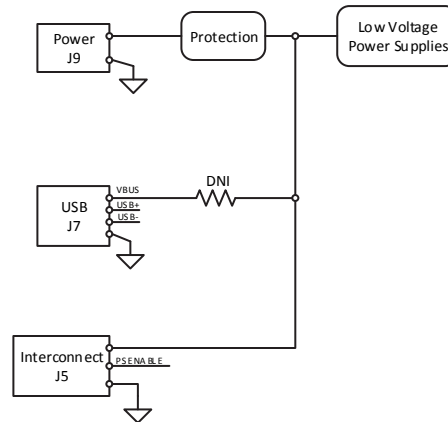 Power
J9
Protection
Low Voltage
Power Supplies
USB
J7
VBUS
USB+
USB-
DNI
Interconnect
J5
PSENABLE